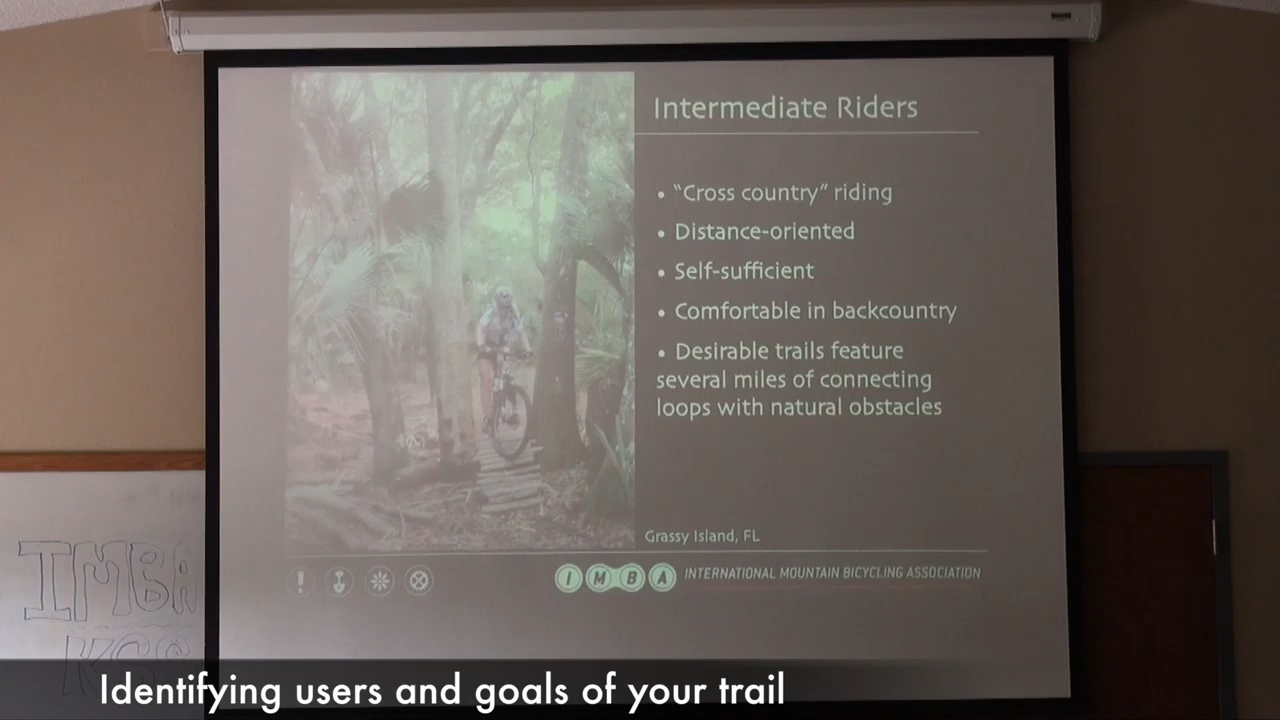 Intermediate Riders
• “Cross country” riding
• Distance-oriented
• Self-sufficient
• Comfortable in backcountry
• Desirable trails feature
several miles of connecting
loops with natural obstacles
Grassy Island, FL
IMBA INTERNATIONAL MOUNTAIN BICYCLING ASSOCIATION
IMBA
Identifying users and goals of your trail